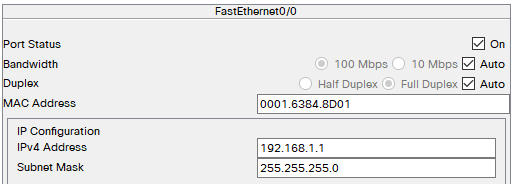 FastEthernet0/0
Port Status On
Bandwidth 100 Mbps 10 Mbps Auto
Duplex Half Duplex Full Duplex Auto
MAC Address 0001.6384.8D01
IP Configuration
IPv4 Address 192.168.1.1
Subnet Mask 255.255.255.0